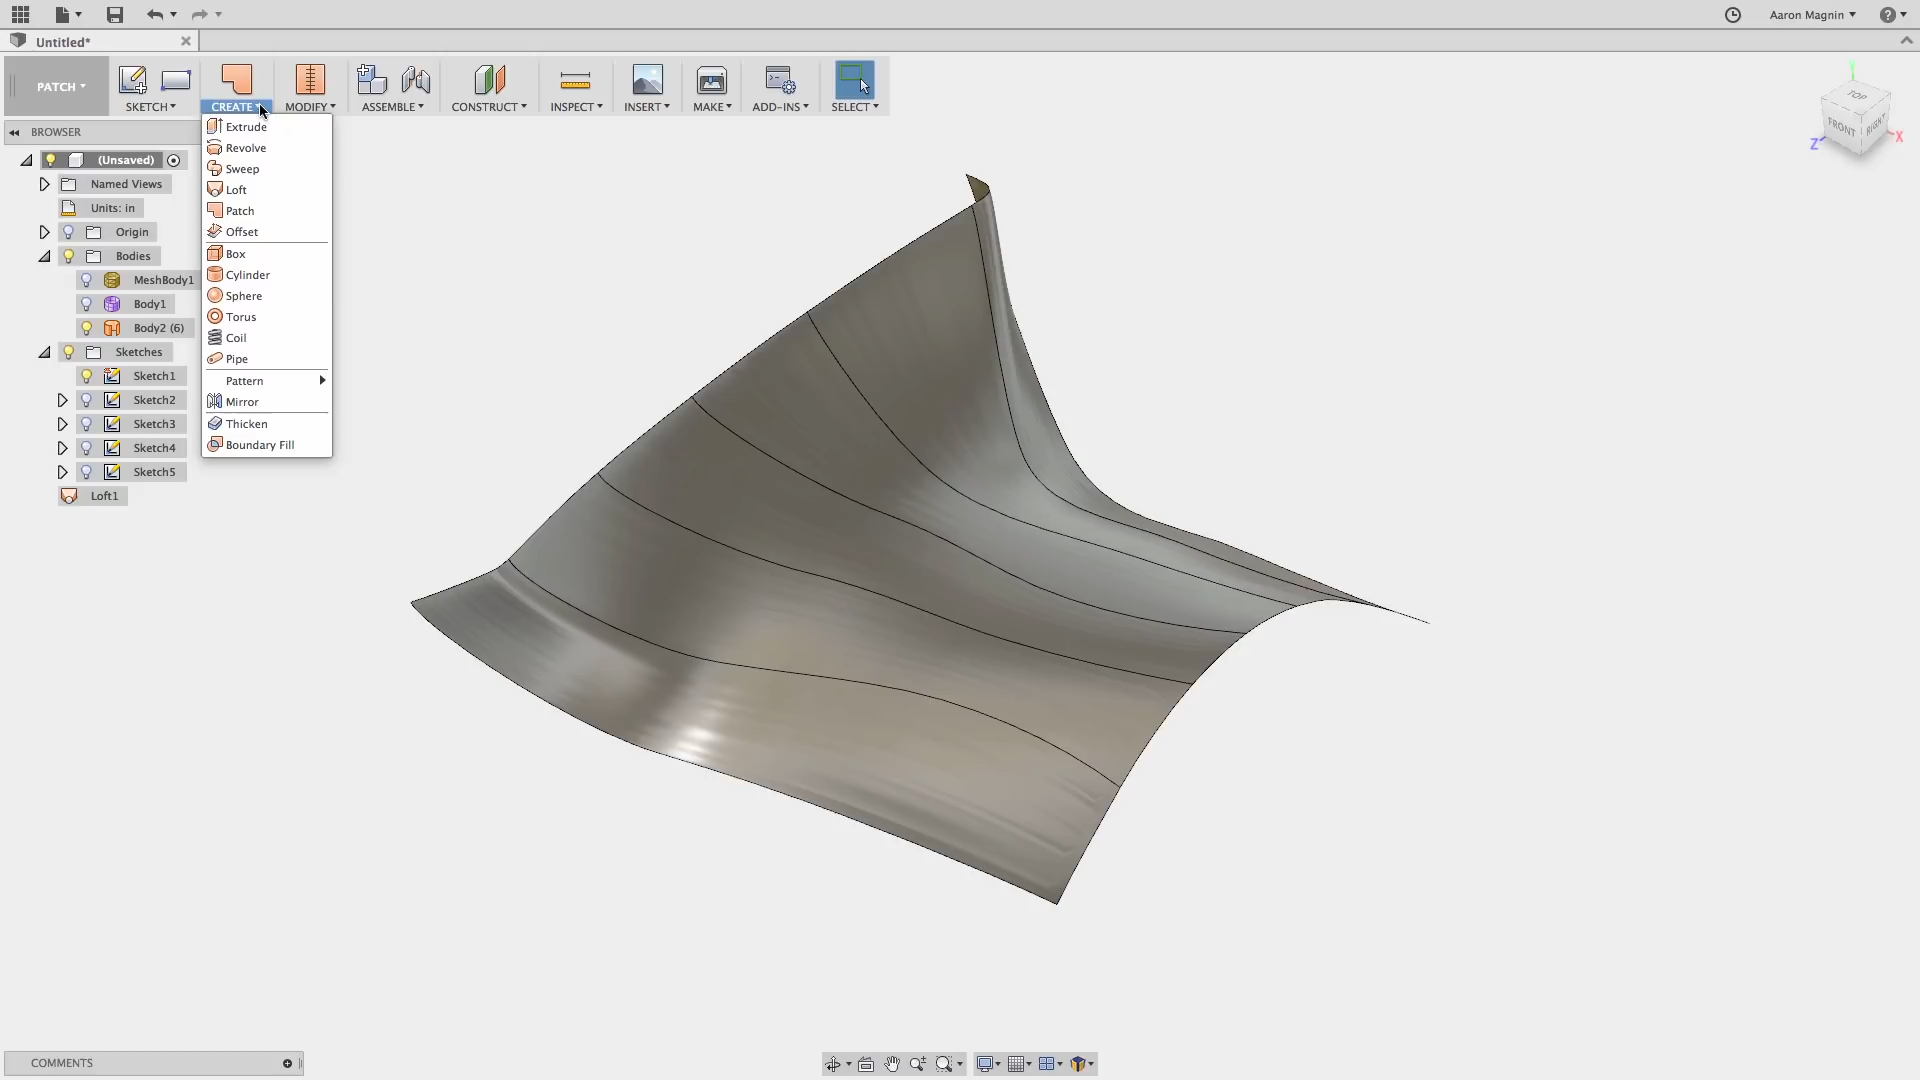 Aaron Magnin
Untitled*
PATCH
SKETCH
CREATE
MODIFY
ASSEMBLE
CONSTRUCT
INSPECT
INSERT
MAKE
ADD-INS
SELECT
BROWSER
(Unsaved)
Named Views
Units: in
Origin
Bodies
MeshBody1
Body1
Body2 (6)
Sketches
Sketch1
Sketch2
Sketch3
Sketch4
Sketch5
Loft1
Extrude
Revolve
Sweep
Loft
Patch
Offset
Box
Cylinder
Sphere
Torus
Coil
Pipe
Pattern
Mirror
Thicken
Boundary Fill
Y
TOP
FRONT
RIGHT
Z
X
COMMENTS